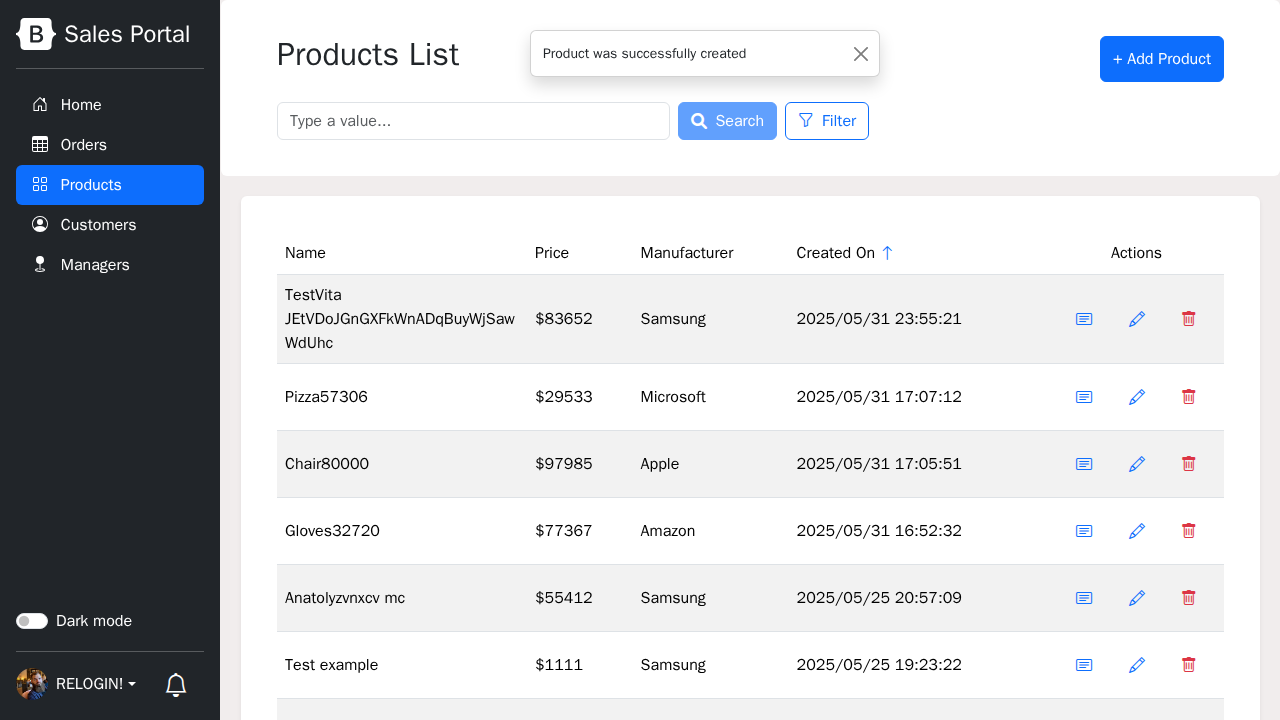 B Sales Portal
Home
Orders
Products
Customers
Managers
Dark mode
RELOGIN!
Products List
Product was successfully created
+ Add Product
Type a value...
Search
Filter
Name Price Manufacturer Created On Actions
TestVita
JEtVDoJGnGXFkWnADqBuyWjSaw
WdUhc
$83652 Samsung 2025/05/31 23:55:21
Pizza57306 $29533 Microsoft 2025/05/31 17:07:12
Chair80000 $97985 Apple 2025/05/31 17:05:51
Gloves32720 $77367 Amazon 2025/05/31 16:52:32
Anatolyzvnxcv mc $55412 Samsung 2025/05/25 20:57:09
Test example $1111 Samsung 2025/05/25 19:23:22